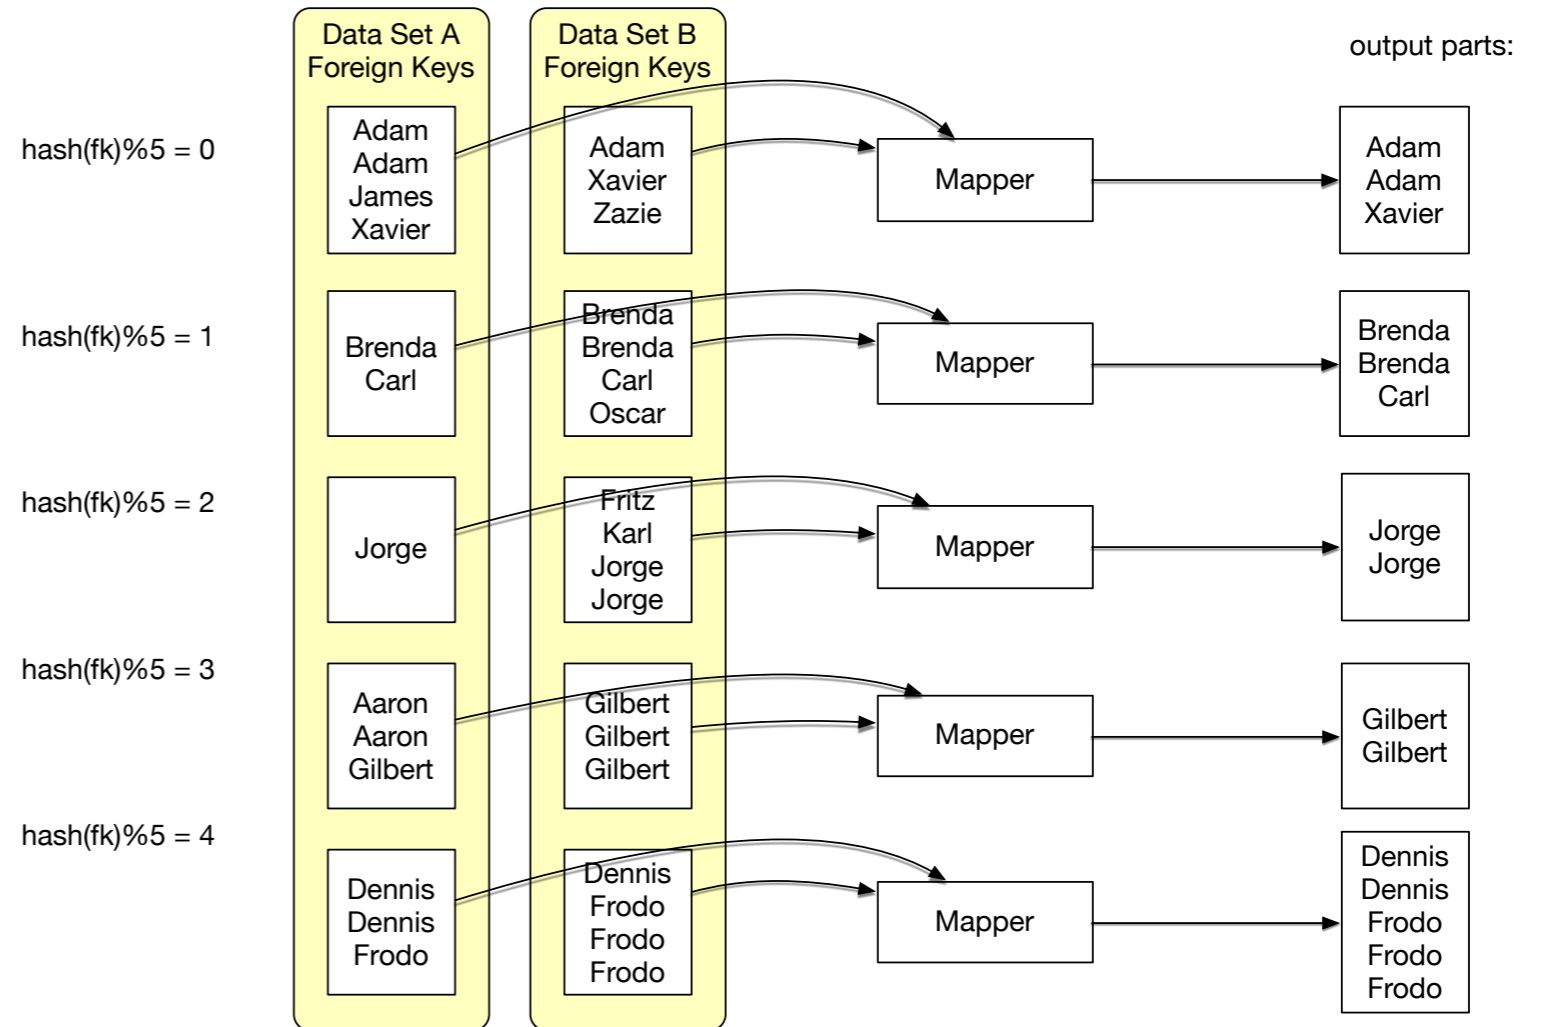 Data Set A
Foreign Keys
Data Set B
Foreign Keys
output parts:
hash(fk)%5 = 0
Adam
Adam
James
Xavier
Adam
Xavier
Zazie
Mapper
Adam
Adam
Xavier
hash(fk)%5 = 1
Brenda
Carl
Brenda
Brenda
Carl
Oscar
Mapper
Brenda
Brenda
Carl
hash(fk)%5 = 2
Jorge
Fritz
Karl
Jorge
Jorge
Mapper
Jorge
Jorge
hash(fk)%5 = 3
Aaron
Aaron
Gilbert
Gilbert
Gilbert
Gilbert
Mapper
Gilbert
Gilbert
hash(fk)%5 = 4
Dennis
Dennis
Frodo
Dennis
Frodo
Frodo
Frodo
Mapper
Dennis
Dennis
Frodo
Frodo
Frodo